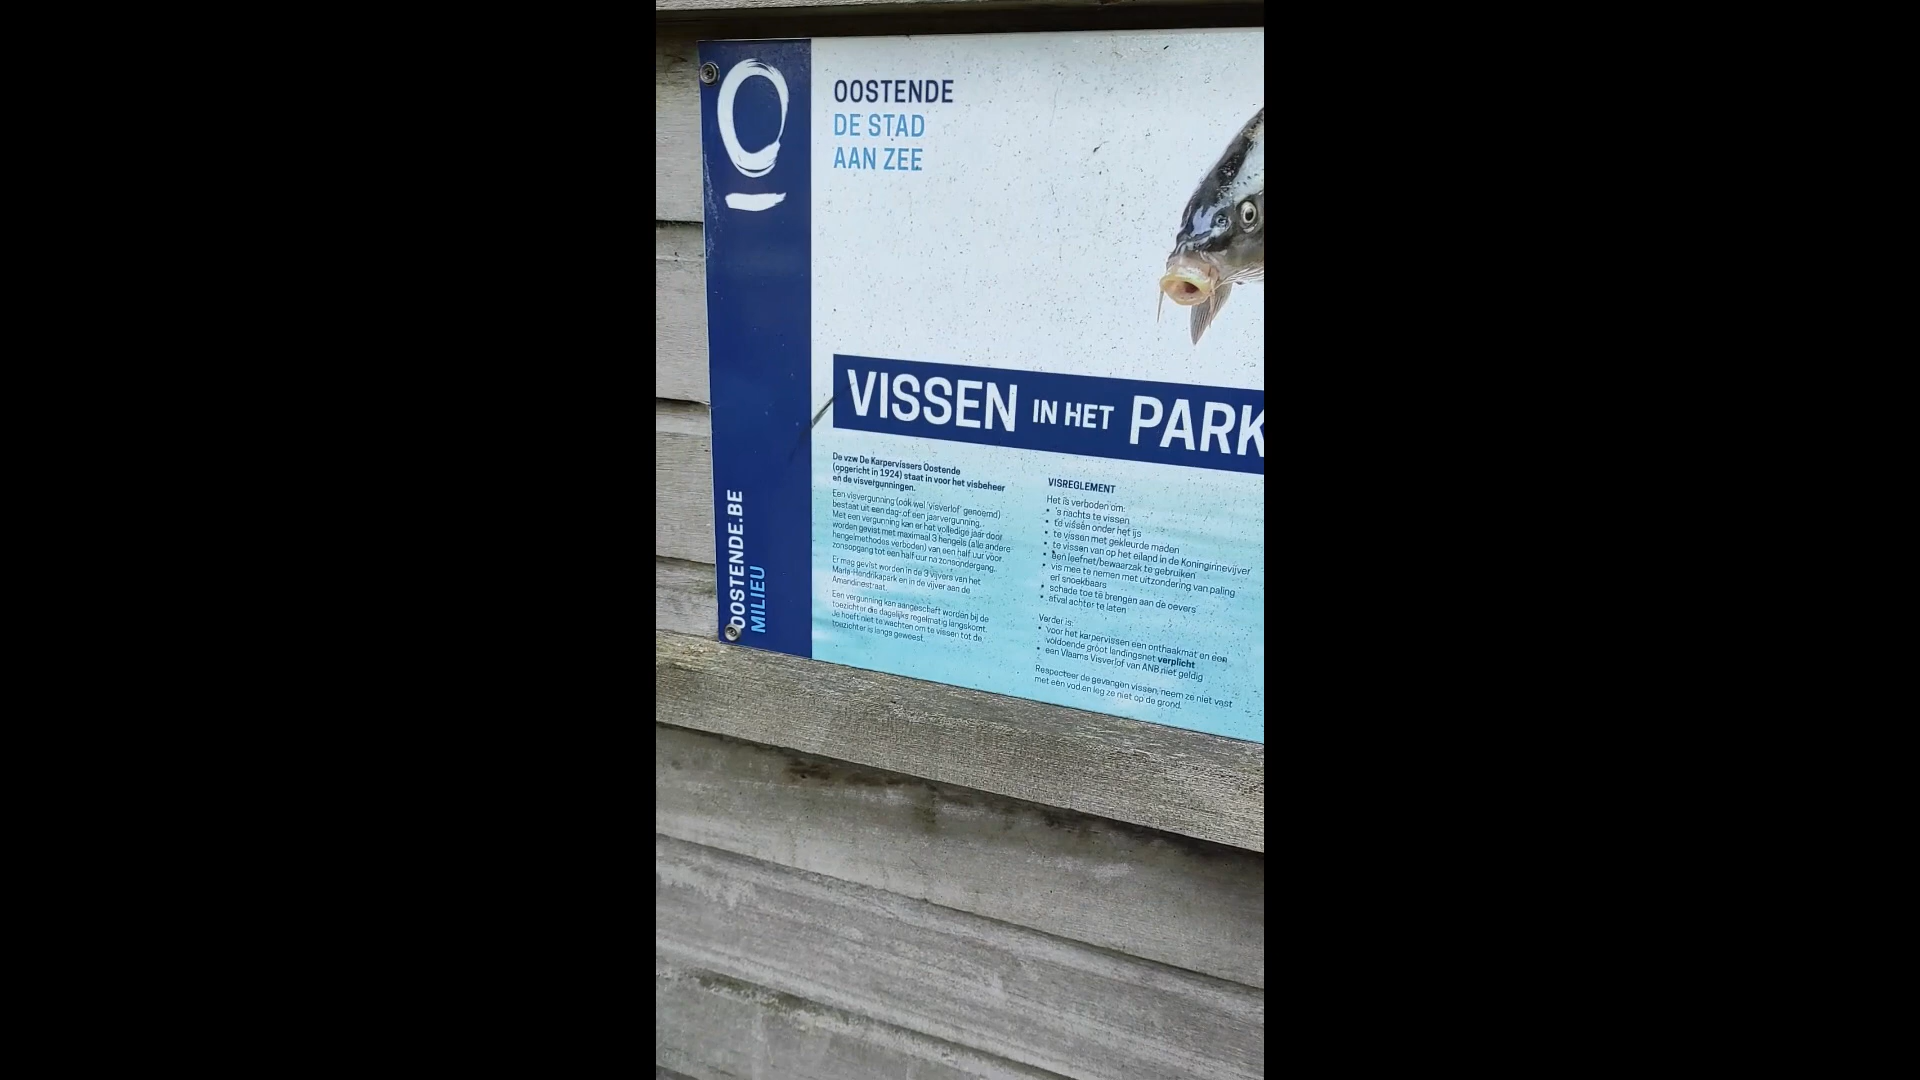 OOSTENDE
DE STAD
AAN ZEE
VISSEN IN HET PARK
De vzw De Karpervissers Oostende
(opgericht in 1924) staat in voor het visbeheer
en de visvergunningen.
Een visvergunning (ook wel 'visverlof' genoemd)
bestaat uit een dag- of een jaarvergunning.
Met een vergunning kan er het volledige jaar door
worden gevist met maximaal 3 hengels (alle andere
hengelmethodes verboden) van een half uur vóór
zonsopgang tot een half uur na zonsondergang.
Er mag gevist worden in de 3 vijvers van het
Maria-Hendrikapark en in de vijver aan de
Amandinestraat.
Een vergunning kan aangeschaft worden bij de
toezichter die dagelijks regelmatig langskomt.
Je hoeft niet te wachten om te vissen tot de
toezichter is langs geweest.
VISREGLEMENT
Het is verboden om:
• 's nachts te vissen
• te vissen onder het ijs
• te vissen met gekleurde maden
• te vissen van op het eiland in de Koninginnevijver
• een leefnet/bewaarzak te gebruiken
• vis mee te nemen met uitzondering van paling
en snoekbaars
• schade toe te brengen aan de oevers
• afval achter te laten
Verder is:
• voor het karpervissen een onthaakmat en een
voldoende groot landingsnet verplicht
• een Vlaams Visverlof van ANB niet geldig
Respecteer de gevangen vissen, neem ze niet vast
met een vod en leg ze niet op de grond.
OOSTENDE.BE
MILIEU